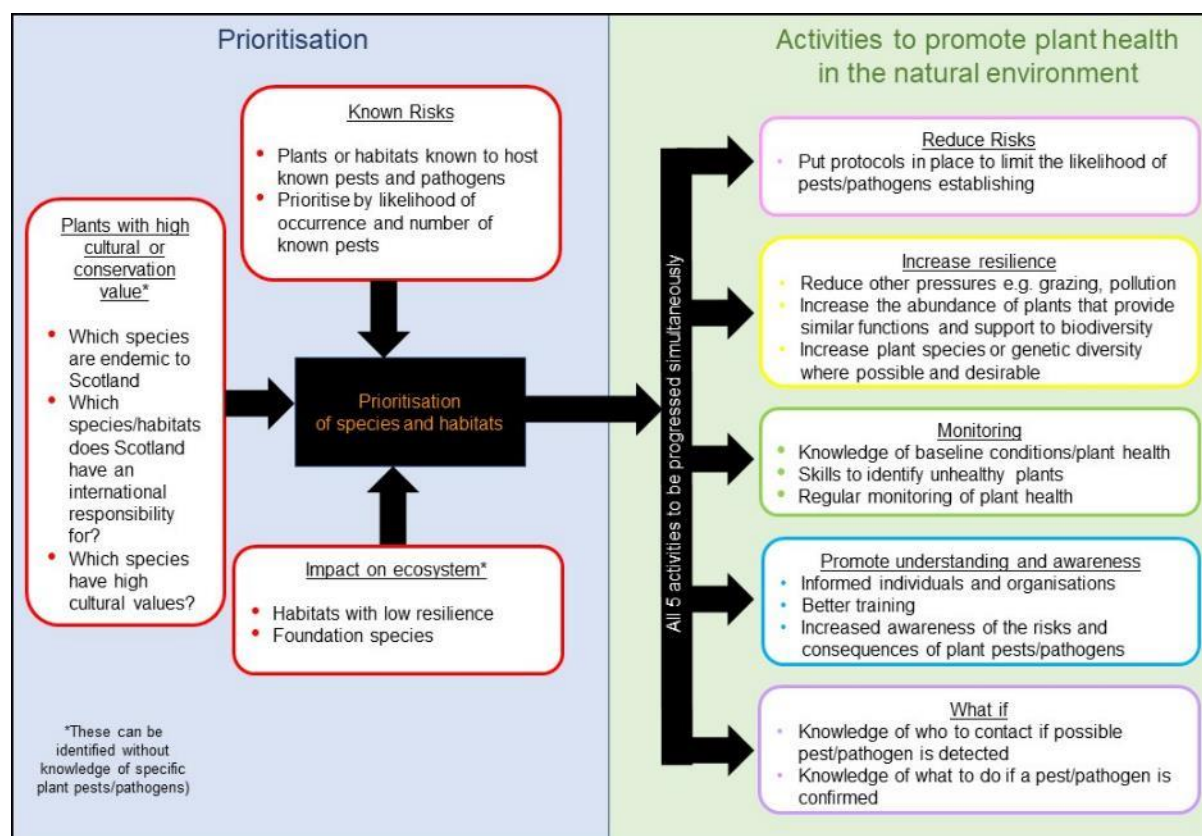 Prioritisation
Known Risks
• Plants or habitats known to host
known pests and pathogens
• Prioritise by likelihood of
occurrence and number of
known pests
Plants with high
cultural or
conservation
value*
• Which species
are endemic to
Scotland
• Which
species/habitats
does Scotland
have an
international
responsibility
for?
• Which species
have high
cultural values?
Prioritisation
of species and habitats
Impact on ecosystem*
• Habitats with low resilience
• Foundation species
*These can be
identified without
knowledge of specific
plant pests/pathogens)
Activities to promote plant health
in the natural environment
All 5 activities to be progressed simultaneously
Reduce Risks
• Put protocols in place to limit the likelihood of
pests/pathogens establishing
Increase resilience
• Reduce other pressures e.g. grazing, pollution
• Increase the abundance of plants that provide
similar functions and support to biodiversity
• Increase plant species or genetic diversity
where possible and desirable
Monitoring
• Knowledge of baseline conditions/plant health
• Skills to identify unhealthy plants
• Regular monitoring of plant health
Promote understanding and awareness
• Informed individuals and organisations
• Better training
• Increased awareness of the risks and
consequences of plant pests/pathogens
What if
• Knowledge of who to contact if possible
pest/pathogen is detected
• Knowledge of what to do if a pest/pathogen is
confirmed